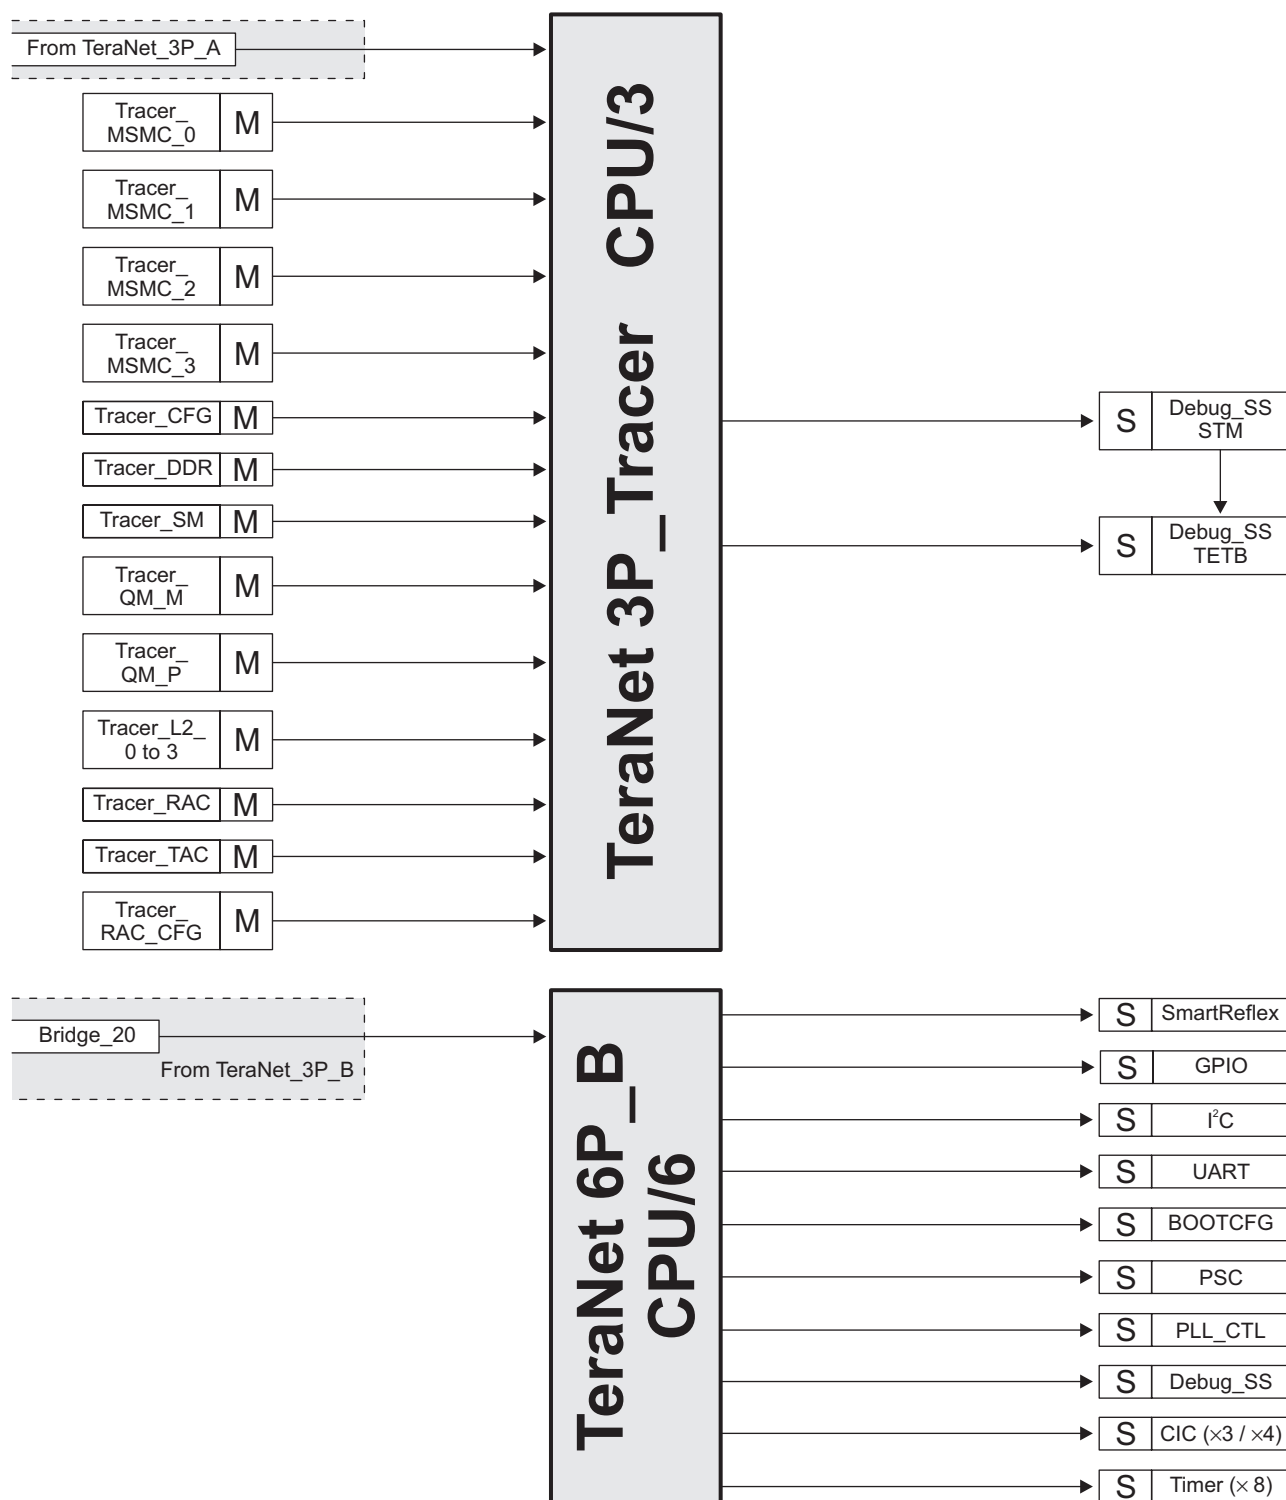 From TeraNet_3P_A
Tracer_
MSMC_0
M
Tracer_
MSMC_1
M
Tracer_
MSMC_2
M
Tracer_
MSMC_3
M
Tracer_CFG
M
Tracer_DDR
M
Tracer_SM
M
Tracer_
QM_M
M
Tracer_
QM_P
M
Tracer_L2_
0 to 3
M
Tracer_RAC
M
Tracer_TAC
M
Tracer_
RAC_CFG
M
TeraNet 3P_Tracer CPU/3
S
Debug_SS
STM
S
Debug_SS
TETB
Bridge_20
From TeraNet_3P_B
TeraNet 6P_B
CPU/6
S
SmartReflex
S
GPIO
S
I²C
S
UART
S
BOOTCFG
S
PSC
S
PLL_CTL
S
Debug_SS
S
CIC (×3 / ×4)
S
Timer (× 8)